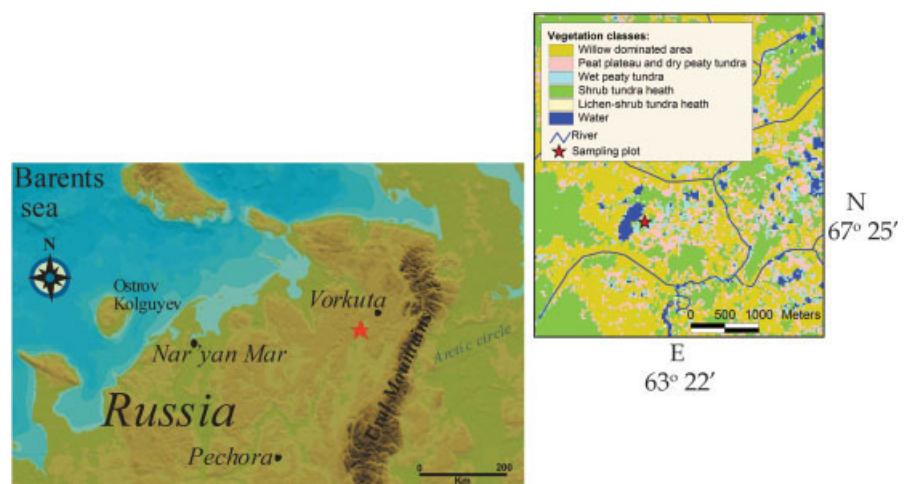 Barents
sea
N
Ostrov
Kolguyev
Vorkuta
Nar'yan Mar
Ural Mountains
Arctic circle
Russia
Pechora
0 200
Km
Vegetation classes:
Willow dominated area
Peat plateau and dry peaty tundra
Wet peaty tundra
Shrub tundra heath
Lichen-shrub tundra heath
Water
River
Sampling plot
N
67° 25'
0 500 1000 Meters
E
63° 22'